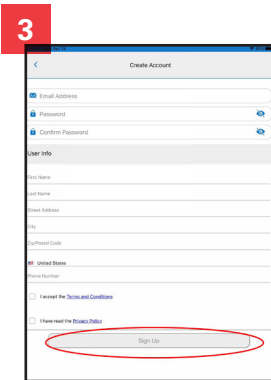 3
Create Account
Email Address
Password
Confirm Password
User Info
First Name
Last Name
Street Address
City
Zip/Postal Code
United States
Phone Number
I accept the Terms and Conditions
I have read the Privacy Policy
Sign Up